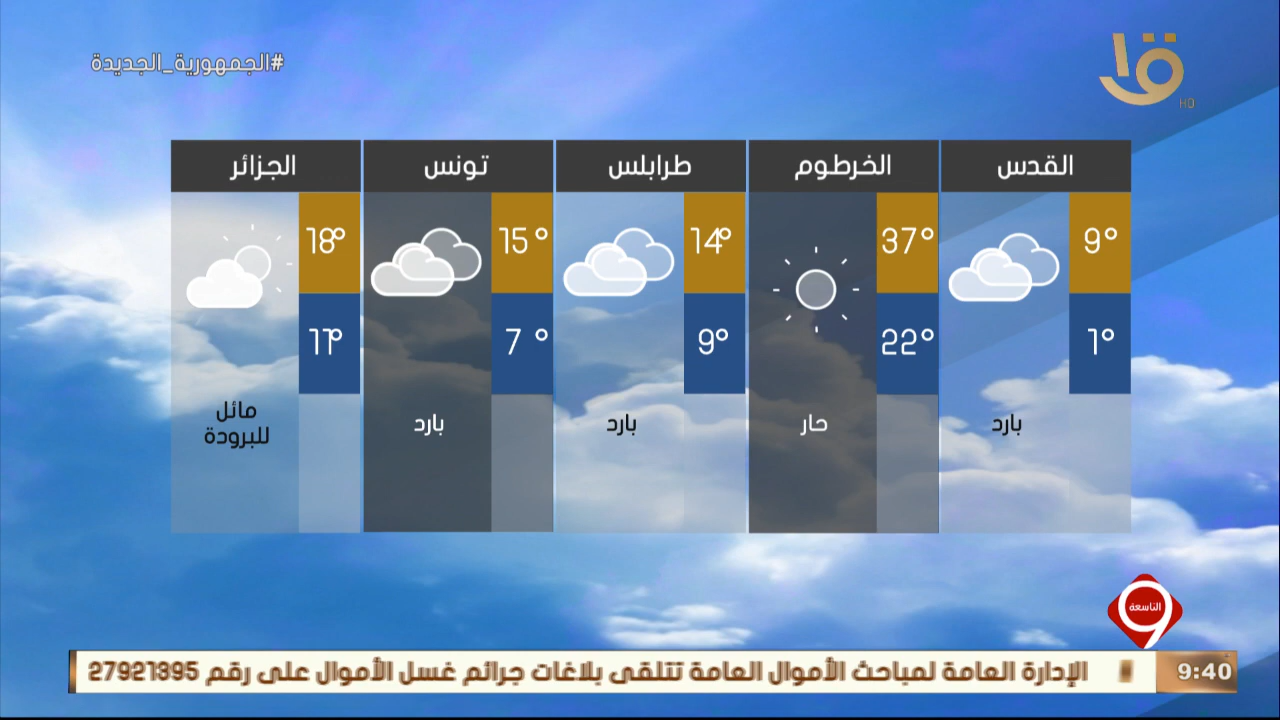 #الجمهورية_الجديدة
HD
القدس
الخرطوم
طرابلس
تونس
الجزائر
9°
37°
14°
15°
18°
1°
22°
9°
7°
11°
بارد
حار
بارد
بارد
مائل
للبرودة
التاسعة
9:40
الإدارة العامة لمباحث الأموال العامة تتلقى بلاغات جرائم غسل الأموال على رقم 27921395